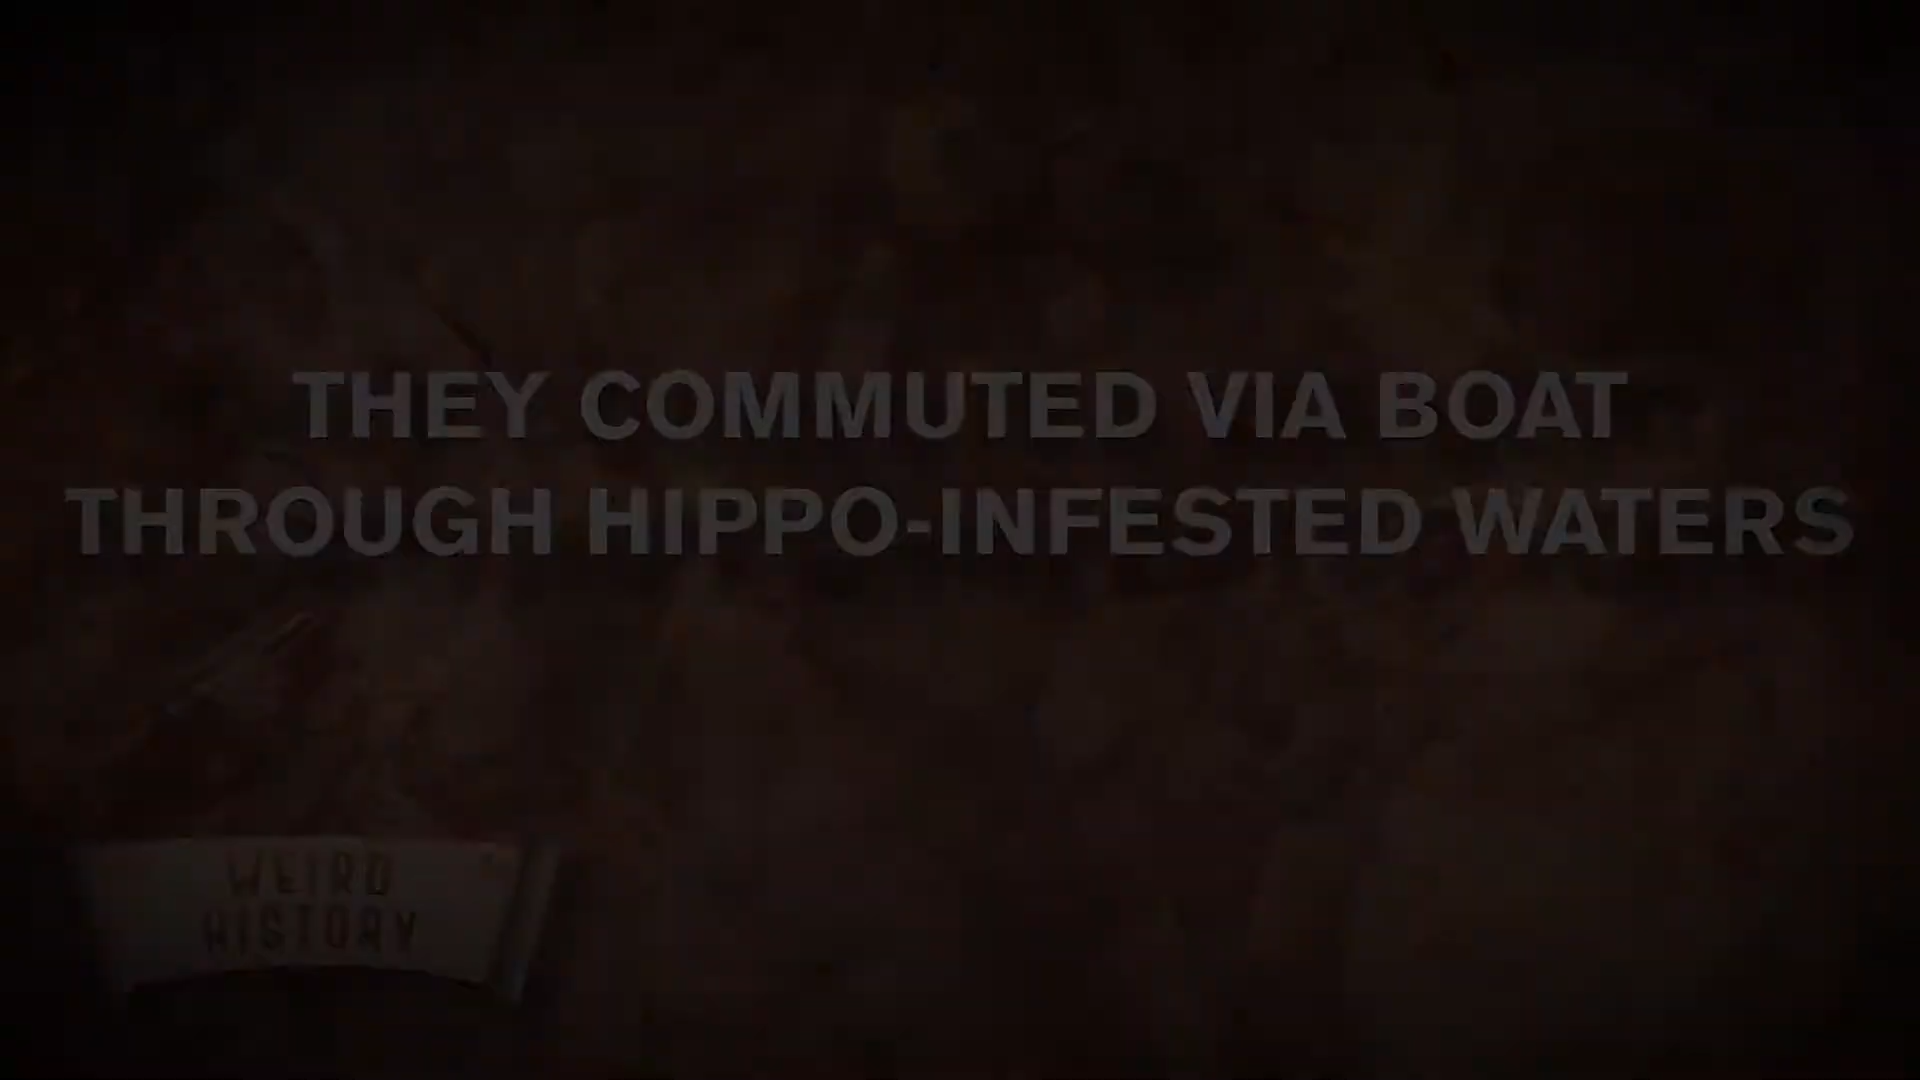 THEY COMMUTED VIA BOAT
THROUGH HIPPO-INFESTED WATERS
WEIRD
HISTORY